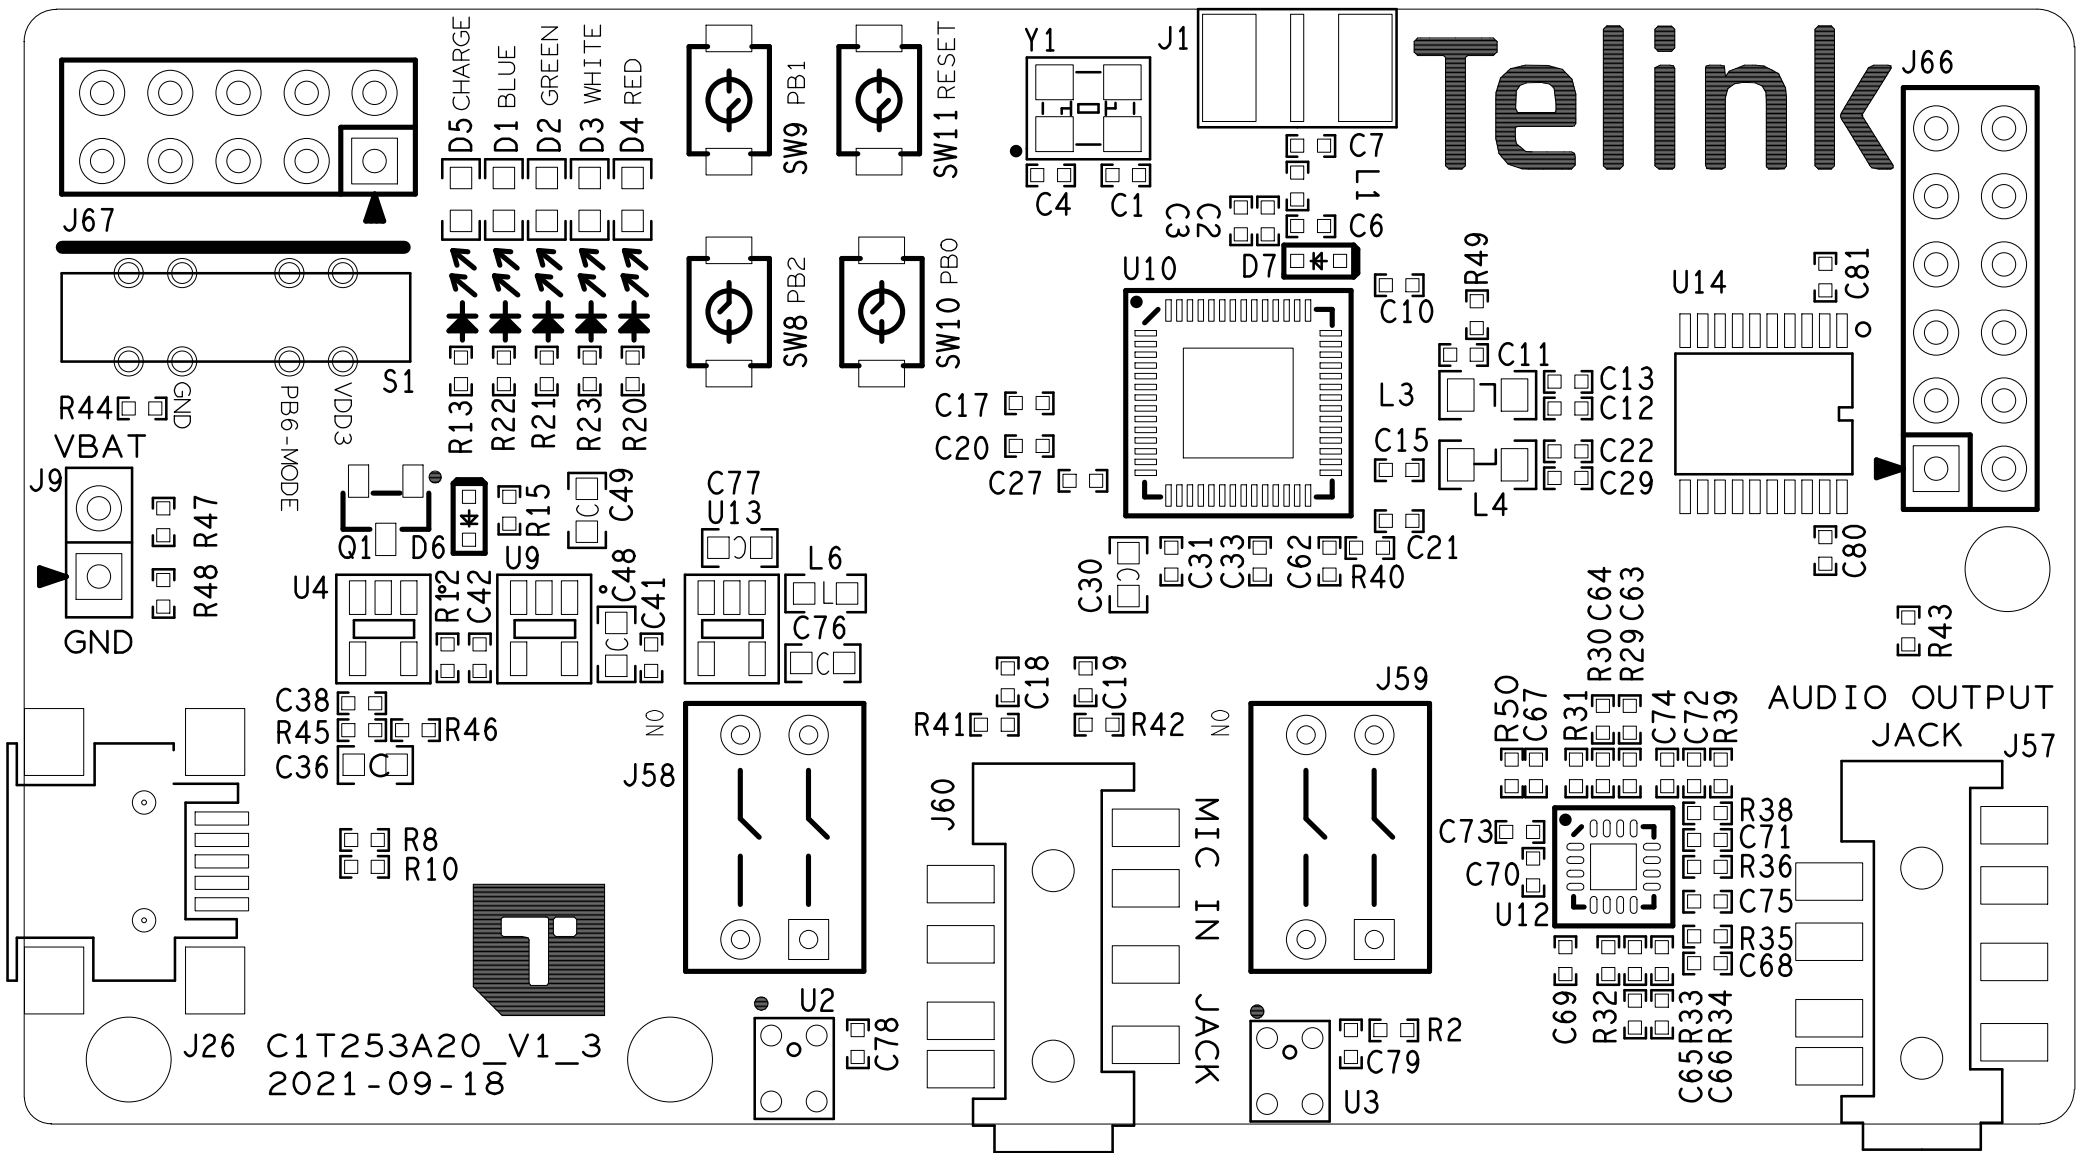 D5 CHARGE
D1 BLUE
D2 GREEN
D3 WHITE
D4 RED
SW9 PB1
SW11 RESET
Y1
J1
Telink
J66
C7
L1
C4
C1
C3
C2
C6
J67
D7
U10
R49
U14
C81
SW8 PB2
SW10 PB0
C10
C11
S1
GND
PB6-MODE
VDD3
R44
VBAT
R13
R22
R21
R23
R20
C17
L3
C13
C12
C20
C15
C22
C27
C29
J9
R47
Q1
D6
R15
C
C49
C77
U13
C
L4
U9
C21
C31
C33
C62
R40
C80
C30
C
R48
U4
R12
C42
C48
C
C41
L6
L
C76
C
GND
R30 C64
R29 C63
R43
C18
C19
J59
C38
R45
R46
C36
C
ON
J58
R41
R42
ON
R50
C67
R31
C74
C72
R39
AUDIO OUTPUT
JACK
J57
J60
MIC IN JACK
R8
R10
C73
C70
U12
R38
C71
R36
C75
R35
C68
T
C69
R32
C65 R33
C66 R34
U2
C78
R2
C79
U3
J26
C1T253A20_V1_3
2021-09-18